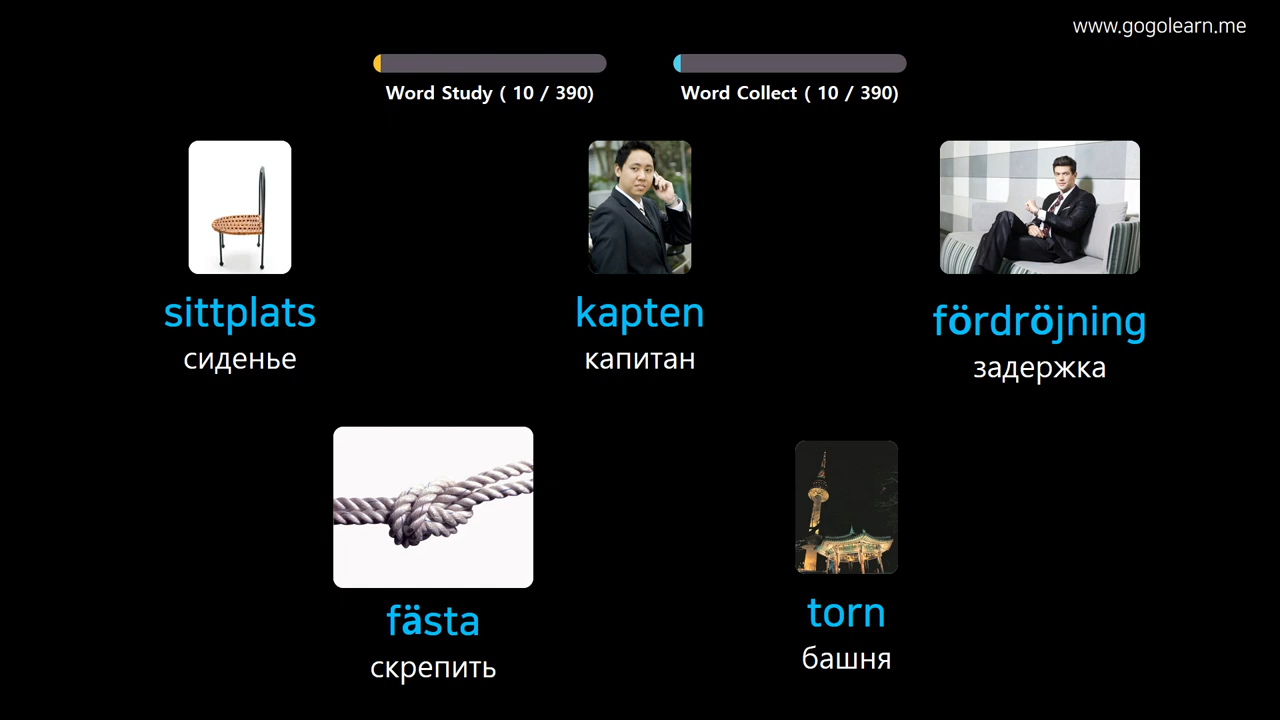 www.gogolearn.me
Word Study ( 10 / 390)
Word Collect ( 10 / 390)
sittplats
сиденье
kapten
капитан
fördröjning
задержка
fästa
скрепить
torn
башня